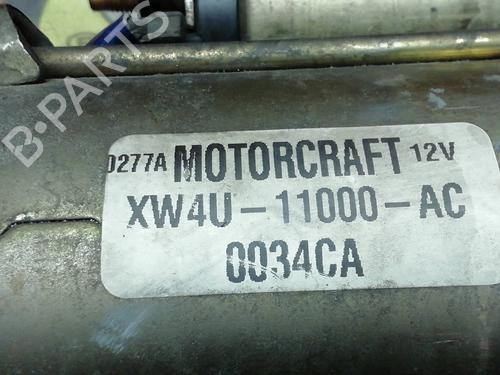 B-PARTS
0277A MOTORCRAFT 12V
XW4U-11000-AC
0034CA